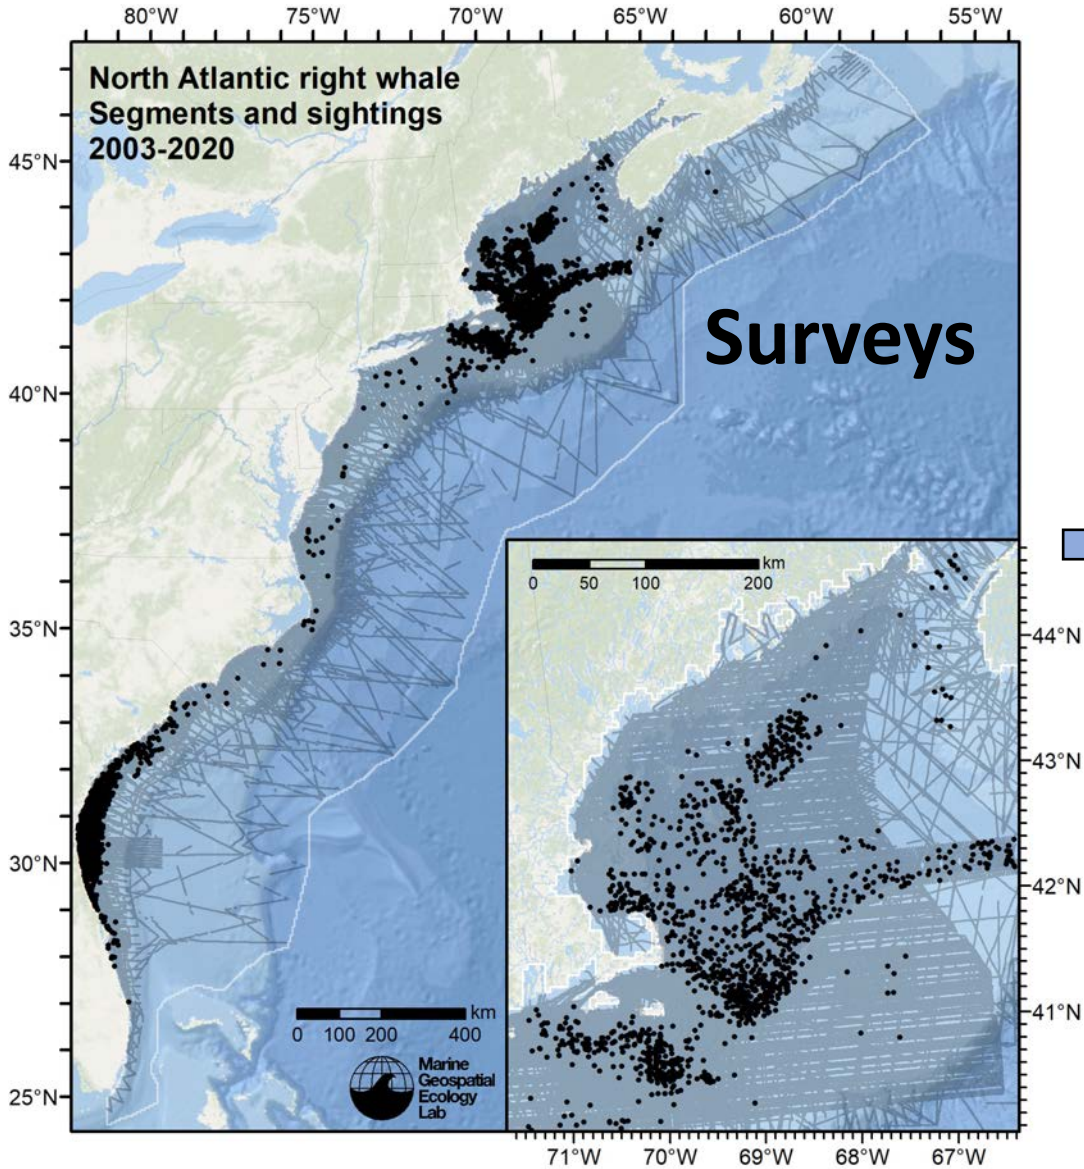 80°W 75°W 70°W 65°W 60°W 55°W
North Atlantic right whale
Segments and sightings
2003-2020
45°N
Surveys
40°N
km
0 50 100 200
44°N
35°N
43°N
30°N
42°N
km
0 100 200 400
41°N
Marine
Geospatial
Ecology
Lab
25°N
71°W 70°W 69°W 68°W 67°W